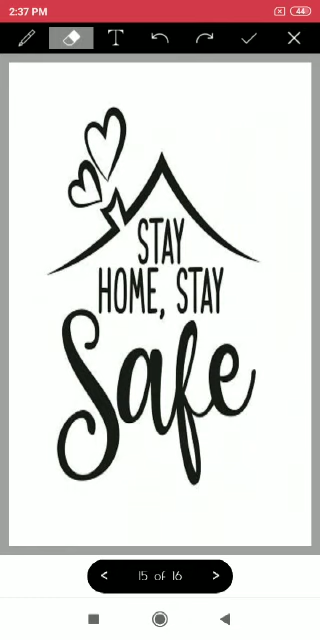 2:37 PM
44
T
STAY
HOME, STAY
Safe
< 15 of 16 >